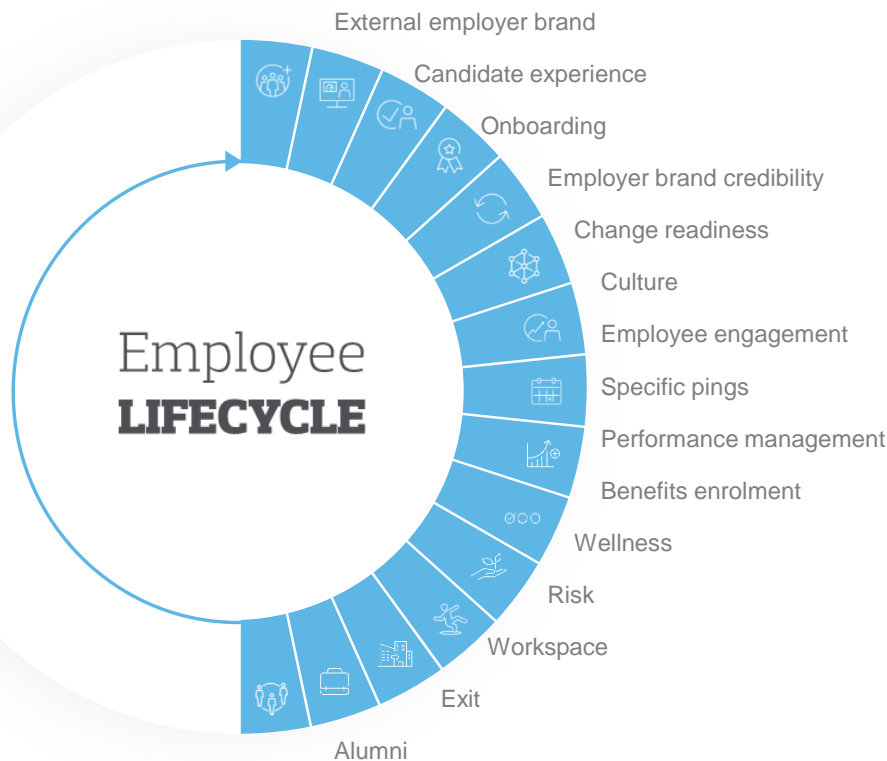 External employer brand
Candidate experience
Onboarding
Employer brand credibility
Change readiness
Culture
Employee engagement
Specific pings
Performance management
Benefits enrolment
Wellness
Risk
Workspace
Exit
Alumni
Employee
LIFECYCLE